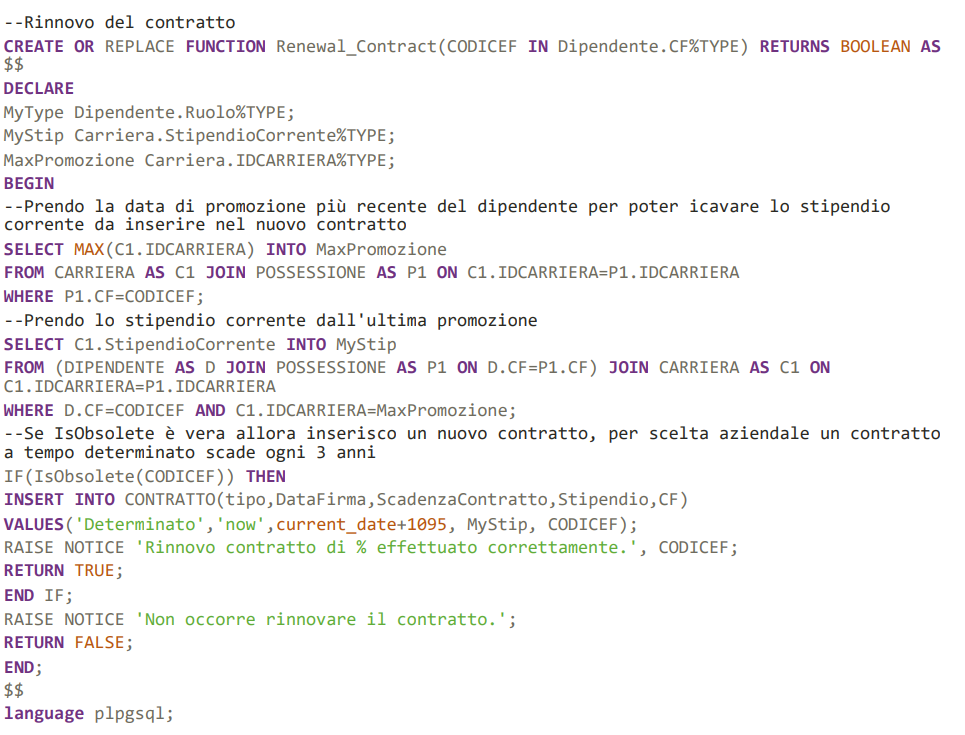 --Rinnovo del contratto
CREATE OR REPLACE FUNCTION Renewal_Contract(CODICEF IN Dipendente.CF%TYPE) RETURNS BOOLEAN AS
$$
DECLARE
MyType Dipendente.Ruolo%TYPE;
MyStip Carriera.StipendioCorrente%TYPE;
MaxPromozione Carriera.IDCARRIERA%TYPE;
BEGIN
--Prendo la data di promozione più recente del dipendente per poter icavare lo stipendio
corrente da inserire nel nuovo contratto
SELECT MAX(C1.IDCARRIERA) INTO MaxPromozione
FROM CARRIERA AS C1 JOIN POSSESSIONE AS P1 ON C1.IDCARRIERA=P1.IDCARRIERA
WHERE P1.CF=CODICEF;
--Prendo lo stipendio corrente dall'ultima promozione
SELECT C1.StipendioCorrente INTO MyStip
FROM (DIPENDENTE AS D JOIN POSSESSIONE AS P1 ON D.CF=P1.CF) JOIN CARRIERA AS C1 ON
C1.IDCARRIERA=P1.IDCARRIERA
WHERE D.CF=CODICEF AND C1.IDCARRIERA=MaxPromozione;
--Se IsObsolete è vera allora inserisco un nuovo contratto, per scelta aziendale un contratto
a tempo determinato scade ogni 3 anni
IF(IsObsolete(CODICEF)) THEN
INSERT INTO CONTRATTO(tipo,DataFirma,ScadenzaContratto,Stipendio,CF)
VALUES('Determinato','now',current_date+1095, MyStip, CODICEF);
RAISE NOTICE 'Rinnovo contratto di % effettuato correttamente.', CODICEF;
RETURN TRUE;
END IF;
RAISE NOTICE 'Non occorre rinnovare il contratto.';
RETURN FALSE;
END;
$$
language plpgsql;